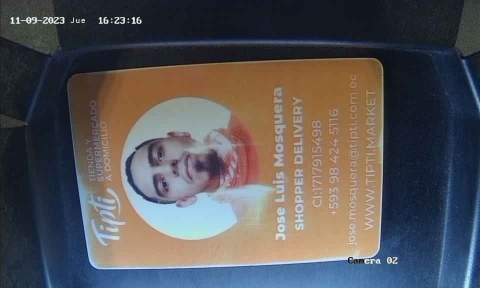 11-09-2023 Jue 16:23:16
Tipti
TIENDA Y
SUPERMERCADO
A DOMICILIO
Jose Luis Mosquera
SHOPPER DELIVERY
CI:1717915498
+593 98 424 5116
jose.mosquera@tipti.com.ec
WWW.TIPTI.MARKET
Camera 02